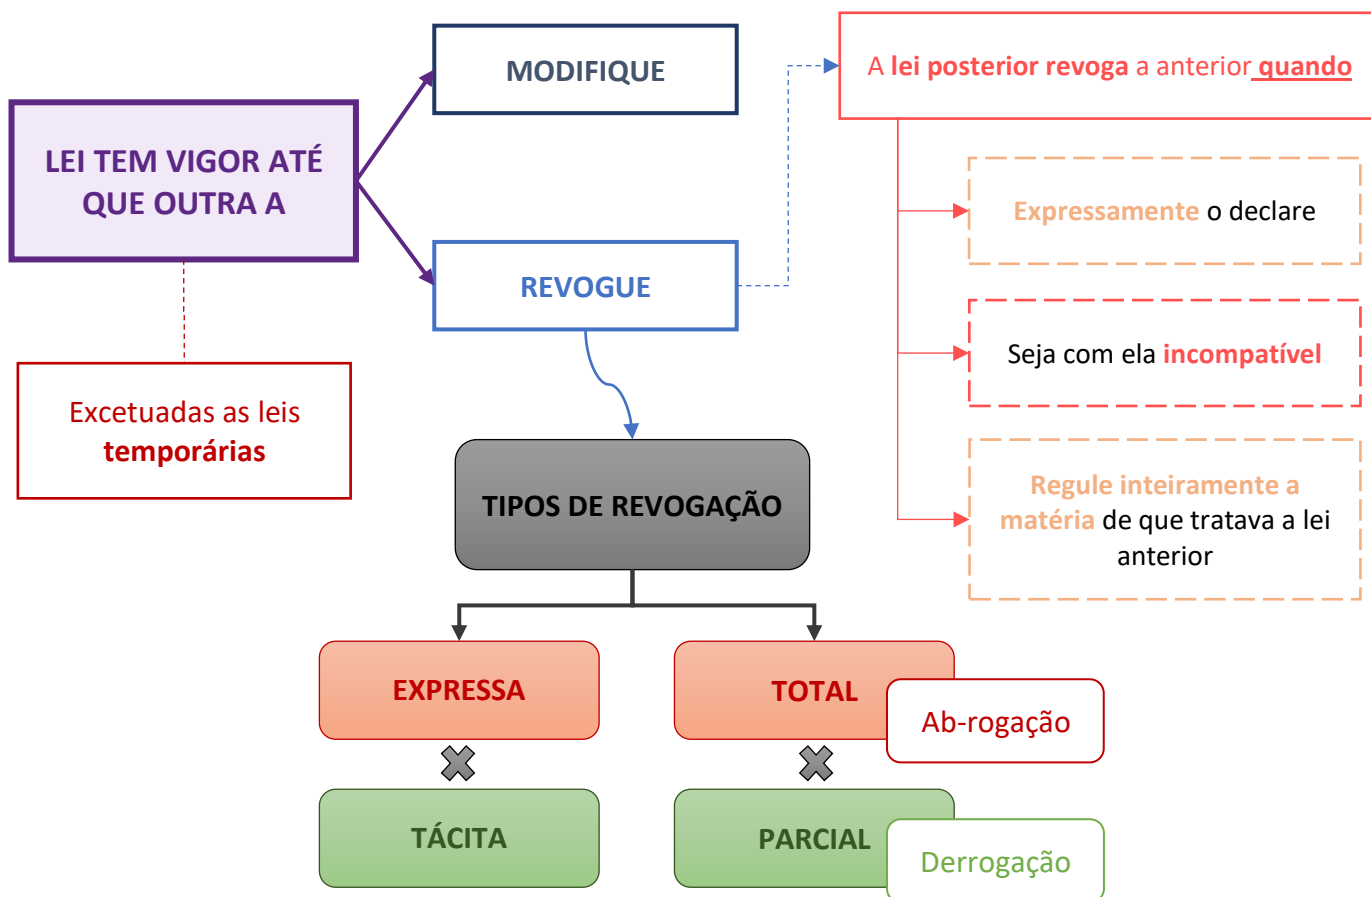 MODIFIQUE
A lei posterior revoga a anterior quando
LEI TEM VIGOR ATÉ
QUE OUTRA A
Expressamente o declare
REVOGUE
Seja com ela incompatível
Excetuadas as leis
temporárias
Regule inteiramente a
matéria de que tratava a lei
anterior
TIPOS DE REVOGAÇÃO
EXPRESSA
TOTAL
Ab-rogação
TÁCITA
PARCIAL
Derrogação